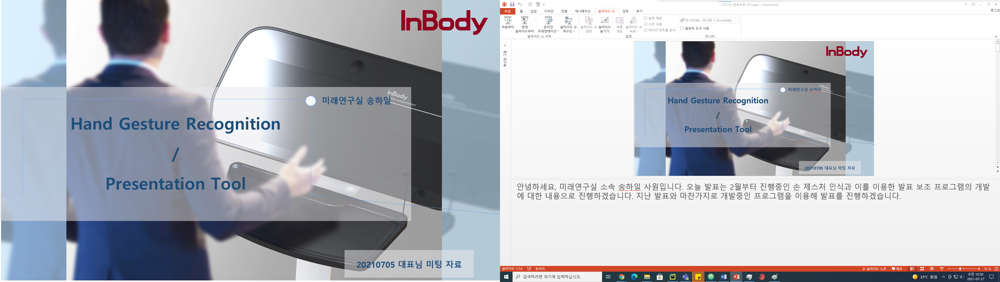 InBody
InBody
미래연구실 송하일
Hand Gesture Recognition
/
Presentation Tool
20210705 대표님 미팅 자료
210705 발표자료 PPT.pptx - PowerPoint
로그인
파일 홈 삽입 디자인 전환 애니메이션 슬라이드 쇼 검토 보기
처음부터
현재
슬라이드부터
온라인
프레젠테이션
슬라이드 쇼
재구성
슬라이드 쇼
설정
슬라이드
숨기기
예행
연습
슬라이드 쇼
녹화
설명 재생
시간 사용
미디어 컨트롤 표시
모니터(M): 모니터 1 23 monitor
발표자 도구 사용
슬라이드 쇼 시작 설정 모니터
축소판 그림
InBody
InBody
미래연구실 송하일
Hand Gesture Recognition
/
Presentation Tool
20210705 대표님 미팅 자료
안녕하세요, 미래연구실 소속 송하일 사원입니다. 오늘 발표는 2월부터 진행중인 손 제스처 인식과 이를 이용한 발표 보조 프로그램의 개발
에 대한 내용으로 진행하겠습니다. 지난 발표와 마찬가지로 개발중인 프로그램을 이용해 발표를 진행하겠습니다.
슬라이드 1/14 한국어 슬라이드 노트 메모 72 %
검색하려면 여기에 입력하십시오.
33°C 맑음
오전 10:50
2021-07-27